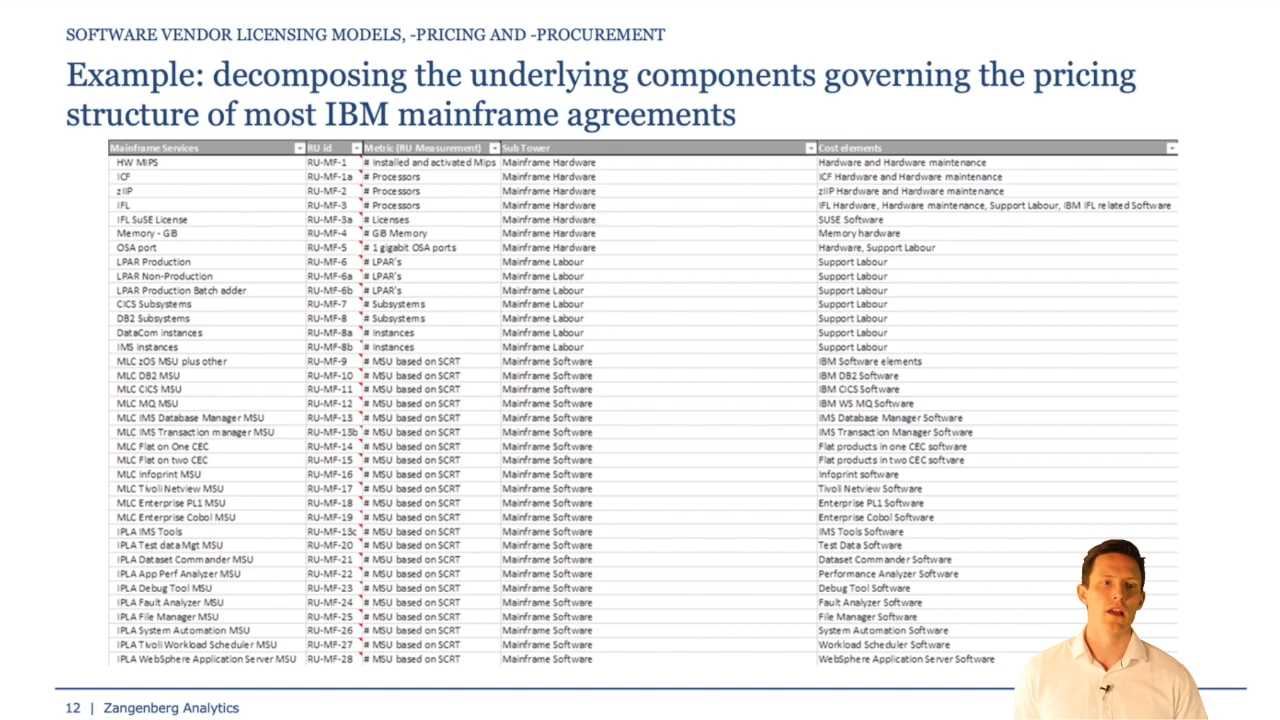 SOFTWARE VENDOR LICENSING MODELS, -PRICING AND -PROCUREMENT
Example: decomposing the underlying components governing the pricing
structure of most IBM mainframe agreements
Mainframe Services RU id Metric (RU Measurement) Sub Tower Cost elements
HW MIPS RU-MF-1 # Installed and activated Mips Mainframe Hardware Hardware and Hardware maintenance
ICF RU-MF-1a # Processors Mainframe Hardware ICF Hardware and Hardware maintenance
zIIP RU-MF-2 # Processors Mainframe Hardware zIIP Hardware and Hardware maintenance
IFL RU-MF-3 # Processors Mainframe Hardware IFL Hardware, Hardware maintenance, Support Labour, IBM IFL related Software
IFL SuSE License RU-MF-3a # Licenses Mainframe Hardware SUSE Software
Memory - GB RU-MF-4 # GB Memory Mainframe Hardware Memory hardware
OSA port RU-MF-5 # 1 gigabit OSA ports Mainframe Hardware Hardware, Support Labour
LPAR Production RU-MF-6 # LPAR's Mainframe Labour Support Labour
LPAR Non-Production RU-MF-6a # LPAR's Mainframe Labour Support Labour
LPAR Production Batch adder RU-MF-6b # LPAR's Mainframe Labour Support Labour
CICS Subsystems RU-MF-7 # Subsystems Mainframe Labour Support Labour
DB2 Subsystems RU-MF-8 # Subsystems Mainframe Labour Support Labour
DataCom instances RU-MF-8a # Instances Mainframe Labour Support Labour
IMS instances RU-MF-8b # Instances Mainframe Labour Support Labour
MLC zOS MSU plus other RU-MF-9 # MSU based on SCRT Mainframe Software IBM Software elements
MLC DB2 MSU RU-MF-10 # MSU based on SCRT Mainframe Software IBM DB2 Software
MLC CICS MSU RU-MF-11 # MSU based on SCRT Mainframe Software IBM CICS Software
MLC MQ MSU RU-MF-12 # MSU based on SCRT Mainframe Software IBM WS MQ Software
MLC IMS Database Manager MSU RU-MF-13 # MSU based on SCRT Mainframe Software IMS Database Manager Software
MLC IMS Transaction manager MSU RU-MF-13b # MSU based on SCRT Mainframe Software IMS Transaction Manager Software
MLC Flat on One CEC RU-MF-14 # MSU based on SCRT Mainframe Software Flat products in one CEC software
MLC Flat on two CEC RU-MF-15 # MSU based on SCRT Mainframe Software Flat products in two CEC softvare
MLC Infoprint MSU RU-MF-16 # MSU based on SCRT Mainframe Software Infoprint software
MLC Tivoli Netview MSU RU-MF-17 # MSU based on SCRT Mainframe Software Tivoli Netview Software
MLC Enterprise PL1 MSU RU-MF-18 # MSU based on SCRT Mainframe Software Enterprise PL1 Software
MLC Enterprise Cobol MSU RU-MF-19 # MSU based on SCRT Mainframe Software Enterprise Cobol Software
IPLA IMS Tools RU-MF-13c # MSU based on SCRT Mainframe Software IMS Tools Software
IPLA Test data Mgt MSU RU-MF-20 # MSU based on SCRT Mainframe Software Test Data Software
IPLA Dataset Commander MSU RU-MF-21 # MSU based on SCRT Mainframe Software Dataset Commander Software
IPLA App Perf Analyzer MSU RU-MF-22 # MSU based on SCRT Mainframe Software Performance Analyzer Software
IPLA Debug Tool MSU RU-MF-23 # MSU based on SCRT Mainframe Software Debug Tool Software
IPLA Fault Analyzer MSU RU-MF-24 # MSU based on SCRT Mainframe Software Fault Analyzer Software
IPLA File Manager MSU RU-MF-25 # MSU based on SCRT Mainframe Software File Manager Software
IPLA System Automation MSU RU-MF-26 # MSU based on SCRT Mainframe Software System Automation Software
IPLA Tivoli Workload Scheduler MSU RU-MF-27 # MSU based on SCRT Mainframe Software Workload Scheduler Software
IPLA WebSphere Application Server MSU RU-MF-28 # MSU based on SCRT Mainframe Software WebSphere Application Server Software
12 | Zangenberg Analytics